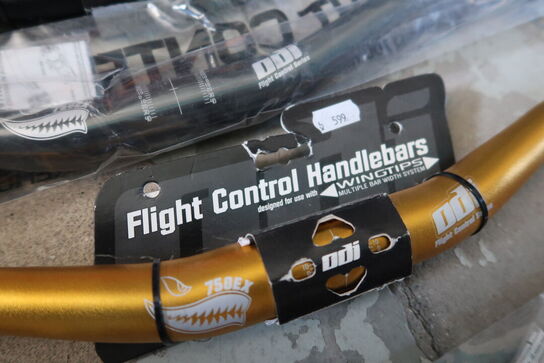 ODI
Flight Control Series
599,-
Flight Control Handlebars
designed for use with WINGTIPS
MULTIPLE BAR WIDTH SYSTEM
ODI
Flight Control Series
ODI
750EX